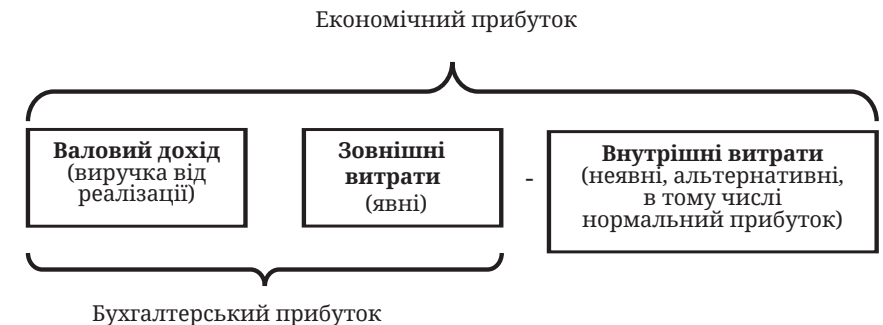 Економічний прибуток
Валовий дохід
(виручка від
реалізації)
Зовнішні
витрати
(явні)
-
Внутрішні витрати
(неявні, альтернативні,
в тому числі
нормальний прибуток)
Бухгалтерський прибуток